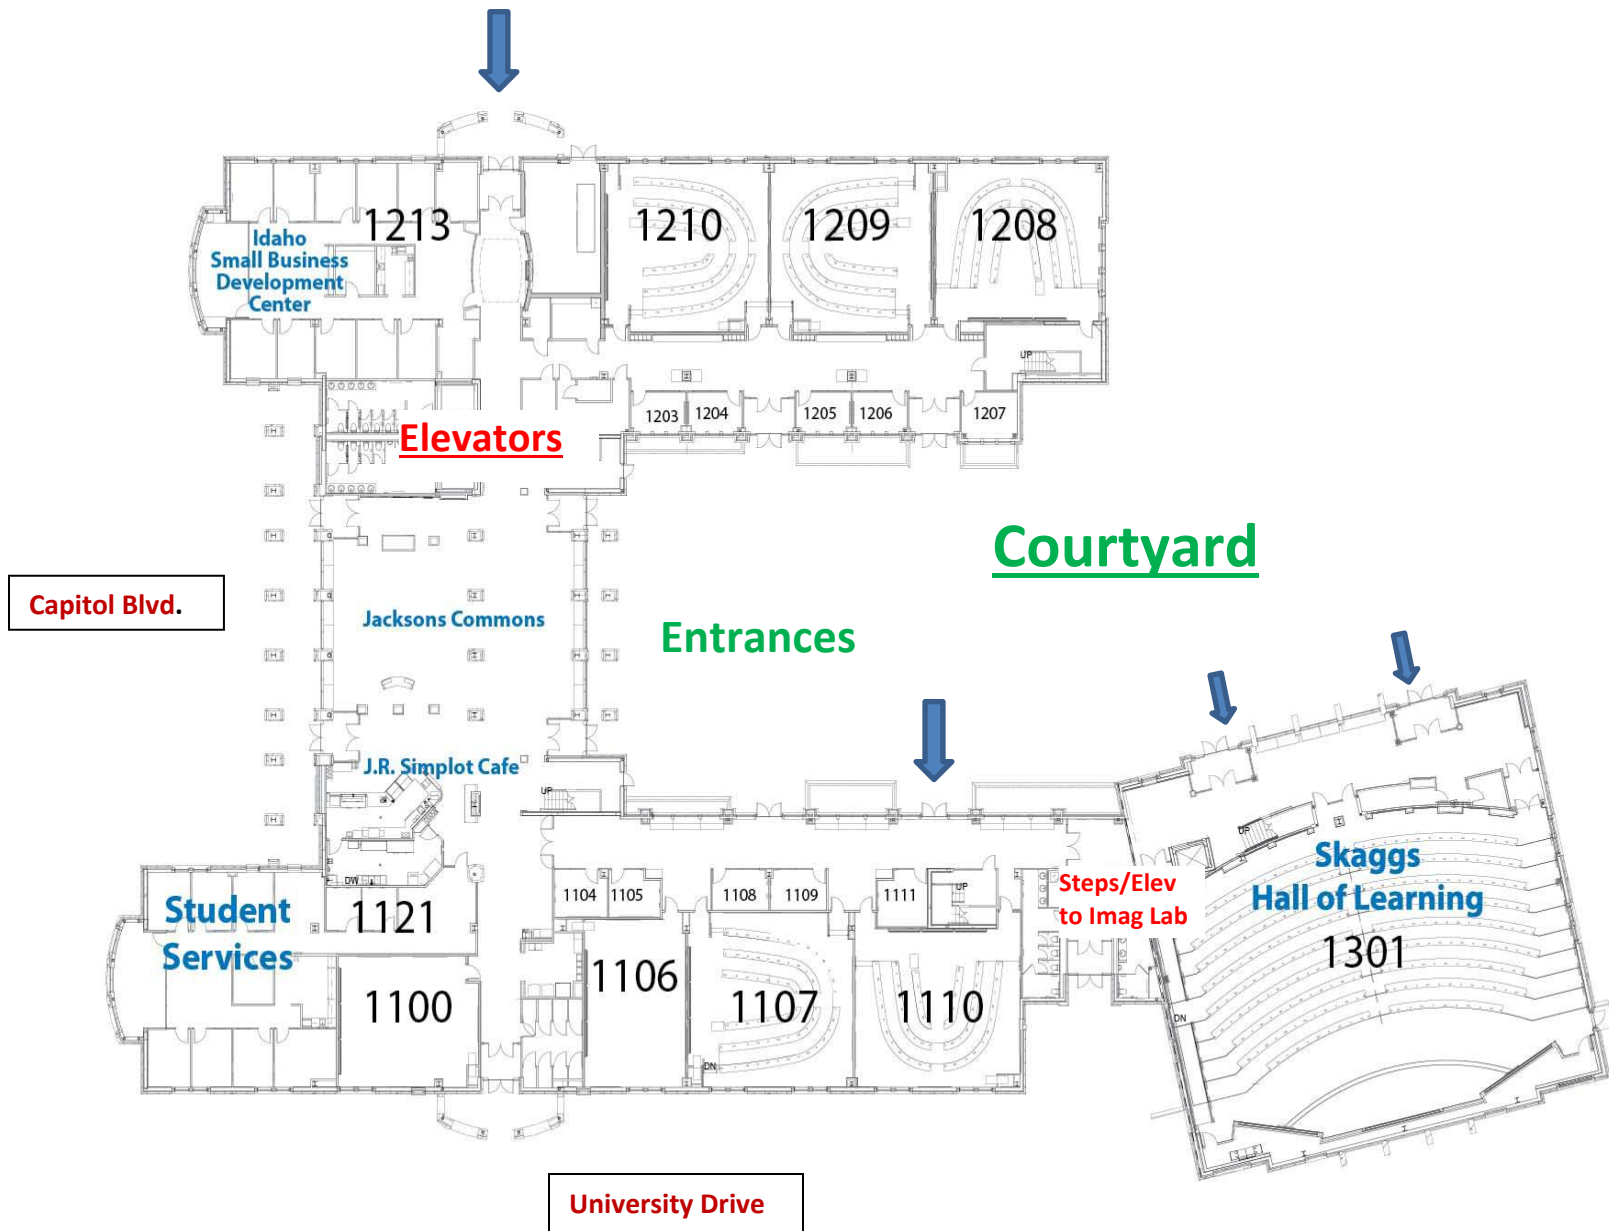 1213
1210
1209
1208
Idaho
Small Business
Development
Center
UP
1203
1204
1205
1206
1207
Elevators
Courtyard
Capitol Blvd.
Jacksons Commons
Entrances
J.R. Simplot Cafe
UP
DW
1104
1105
1108
1109
1111
UP
Steps/Elev
to Imag Lab
Skaggs
Hall of Learning
1301
Student
Services
1121
1100
1106
1107
1110
DN
DN
University Drive